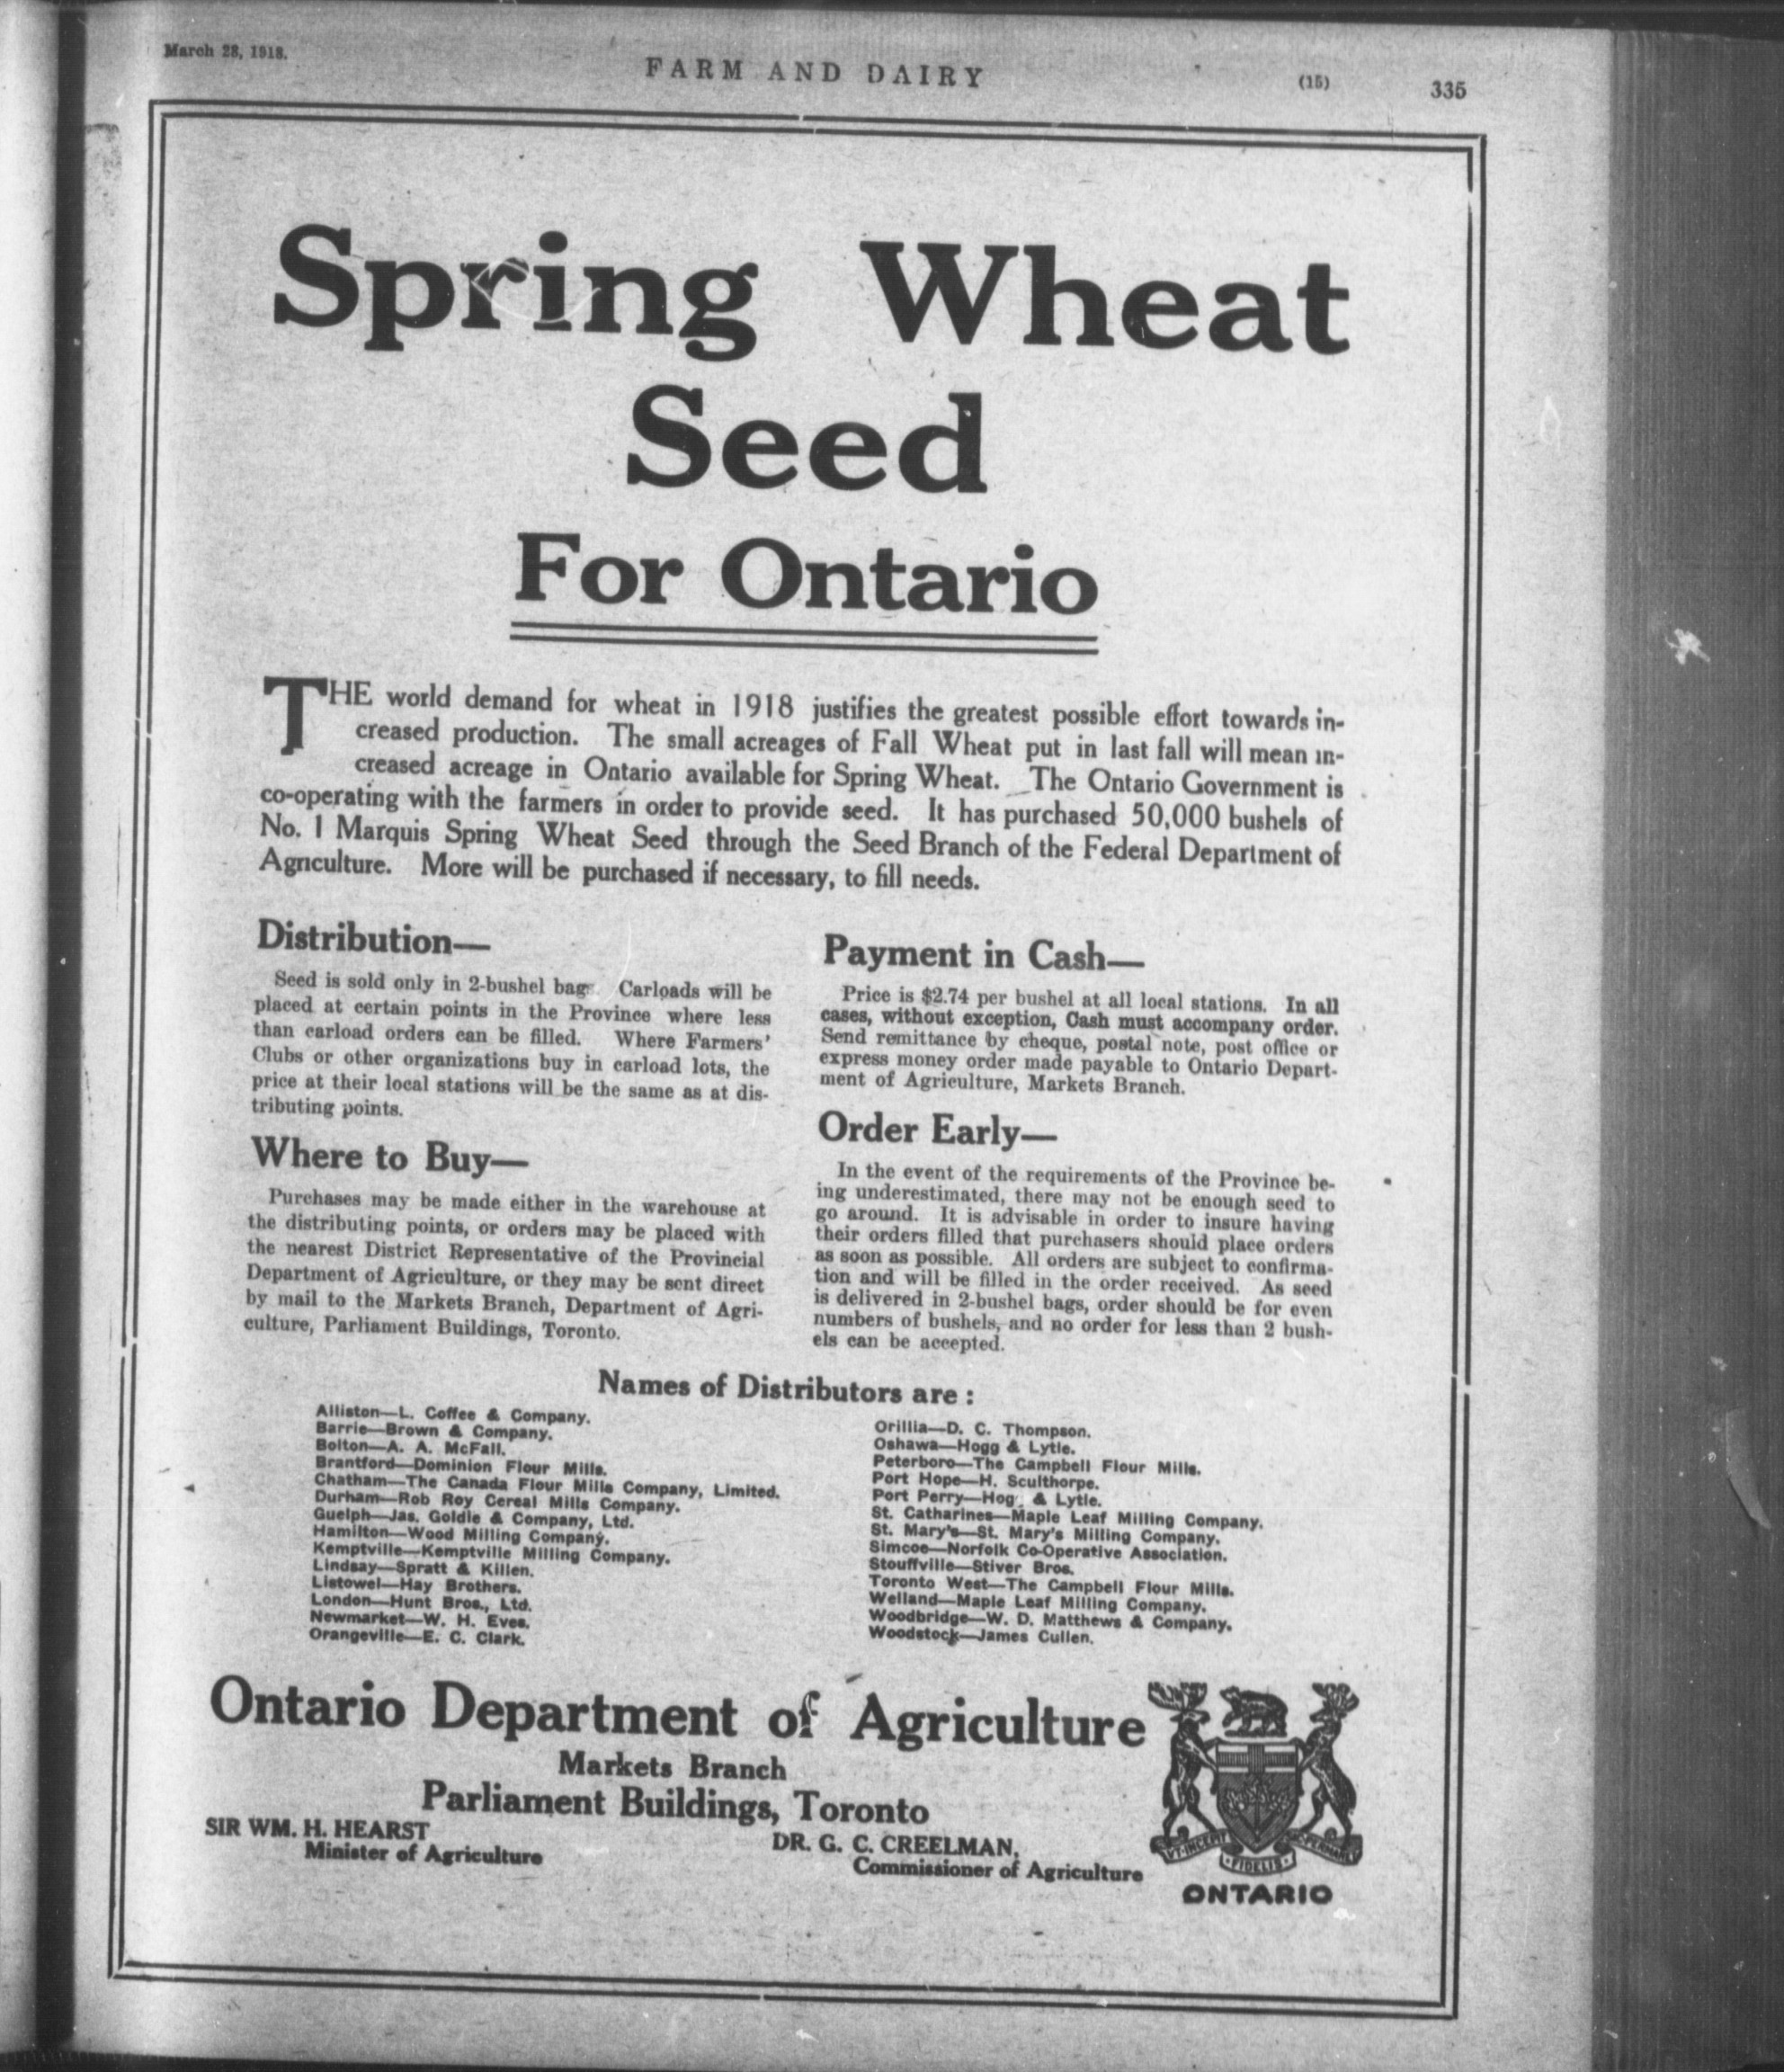 March 28, 1918.
FARM AND DAIRY
(15) 335
Spring Wheat
Seed
For Ontario
THE world demand for wheat in 1918 justifies the greatest possible effort towards in-
creased production. The small acreages of Fall Wheat put in last fall will mean in-
creased acreage in Ontario available for Spring Wheat. The Ontario Government is
co-operating with the farmers in order to provide seed. It has purchased 50,000 bushels of
No. 1 Marquis Spring Wheat Seed through the Seed Branch of the Federal Department of
Agriculture. More will be purchased if necessary, to fill needs.
Distribution—
Seed is sold only in 2-bushel bags. Carloads will be
placed at certain points in the Province where less
than carload orders can be filled. Where Farmers'
Clubs or other organizations buy in carload lots, the
price at their local stations will be the same as at dis-
tributing points.
Where to Buy—
Purchases may be made either in the warehouse at
the distributing points, or orders may be placed with
the nearest District Representative of the Provincial
Department of Agriculture, or they may be sent direct
by mail to the Markets Branch, Department of Agri-
culture, Parliament Buildings, Toronto.
Payment in Cash—
Price is $2.74 per bushel at all local stations. In all
cases, without exception, Cash must accompany order.
Send remittance by cheque, postal note, post office or
express money order made payable to Ontario Depart-
ment of Agriculture, Markets Branch.
Order Early—
In the event of the requirements of the Province be-
ing underestimated, there may not be enough seed to
go around. It is advisable in order to insure having
their orders filled that purchasers should place orders
as soon as possible. All orders are subject to confirma-
tion and will be filled in the order received. As seed
is delivered in 2-bushel bags, order should be for even
numbers of bushels, and no order for less than 2 bush-
els can be accepted.
Names of Distributors are:
Alliston—L. Coffee & Company.
Barrie—Brown & Company.
Bolton—A. A. McFall.
Brantford—Dominion Flour Mills.
Chatham—The Canada Flour Mills Company, Limited.
Durham—Rob Roy Cereal Mills Company.
Guelph—Jas. Goldie & Company, Ltd.
Hamilton—Wood Milling Company.
Kemptville—Kemptville Milling Company.
Lindsay—Spratt & Killen.
Listowel—Hay Brothers.
London—Hunt Bros., Ltd.
Newmarket—W. H. Eves.
Orangeville—E. C. Clark.
Orillia—D. C. Thompson.
Oshawa—Hogg & Lytle.
Peterboro—The Campbell Flour Mills.
Port Hope—H. Sculthorpe.
Port Perry—Hogg & Lytle.
St. Catharines—Maple Leaf Milling Company.
St. Mary's—St. Mary's Milling Company.
Simcoe—Norfolk Co-Operative Association.
Stouffville—Stiver Bros.
Toronto West—The Campbell Flour Mills.
Welland—Maple Leaf Milling Company.
Woodbridge—W. D. Matthews & Company.
Woodstock—James Cullen.
Ontario Department of Agriculture
Markets Branch
Parliament Buildings, Toronto
SIR WM. H. HEARST
Minister of Agriculture
DR. G. C. CREELMAN,
Commissioner of Agriculture
VT·INCEPIT
·FIDELIS·
SIC·PERMANET
ONTARIO